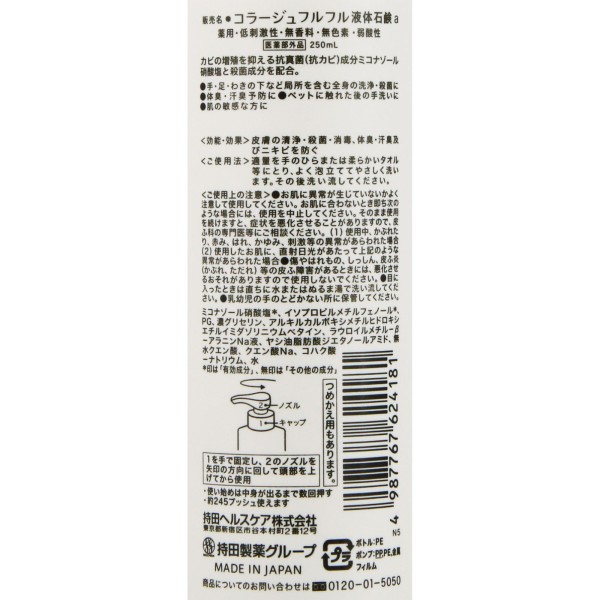 販売名●コラージュフルフル液体石鹸a
薬用・低刺激性・無香料・無色素・弱酸性
医薬部外品 250mL
カビの増殖を抑える抗真菌(抗カビ)成分ミコナゾール
硝酸塩と殺菌成分を配合。
●手・足・わきの下など局所を含む全身の洗浄・殺菌に
●体臭・汗臭予防に●ペットに触れた後の手洗いに
●肌の敏感な方に
〈効能・効果〉皮膚の清浄・殺菌・消毒、体臭・汗臭及
びニキビを防ぐ
〈ご使用法〉適量を手のひらまたは柔らかいタオル
等にとり、よく泡立ててやさしく洗い
ます。その後洗い流してください。
〈ご使用上の注意〉●お肌に異常が生じていないかよく
注意して使用してください。お肌に合わないとき即ち次の
ような場合には、使用を中止してください。そのまま使用
を続けますと、症状を悪化させることがありますので、皮
ふ科の専門医等にご相談ください。(1)使用中、かぶれた
り、赤み、はれ、かゆみ、刺激等の異常があらわれた場合
(2)使用したお肌に、直射日光があたって上記のような
異常があらわれた場合●傷やはれもの、しっしん、皮ふ炎
(かぶれ、ただれ)等の皮ふ障害があるときには、悪化させ
るおそれがありますので使用しないでください。●目に
入ったときは直ちに水またはぬるま湯で洗い流してくだ
さい。●乳幼児の手のとどかない所に保管してください。
ミコナゾール硝酸塩*、イソプロピルメチルフェノール*、
PG、濃グリセリン、アルキルカルボキシメチルヒドロキシ
エチルイミダゾリニウムベタイン、ラウロイルメチル-β
-アラニンNa液、ヤシ油脂肪酸ジエタノールアミド、無
水クエン酸、クエン酸Na、コハク酸
一ナトリウム、水
*印は「有効成分」、無印は「その他の成分」
2 ノズル
1 キャップ
1を手で固定し、2のノズルを
矢印の方向に回して頭部を上
げてから使用
つめかえ用もあります。
・使い始めは中身が出るまで数回押す
・約245プッシュ使えます
4 987767 624181
N5
持田ヘルスケア株式会社
東京都新宿区市谷本村町2番12号
持田製薬グループ
MADE IN JAPAN
プラ
ボトル:PE
ポンプ:PP,PE,金属
フィルム
商品についてのお問い合わせは 0120-01-5050